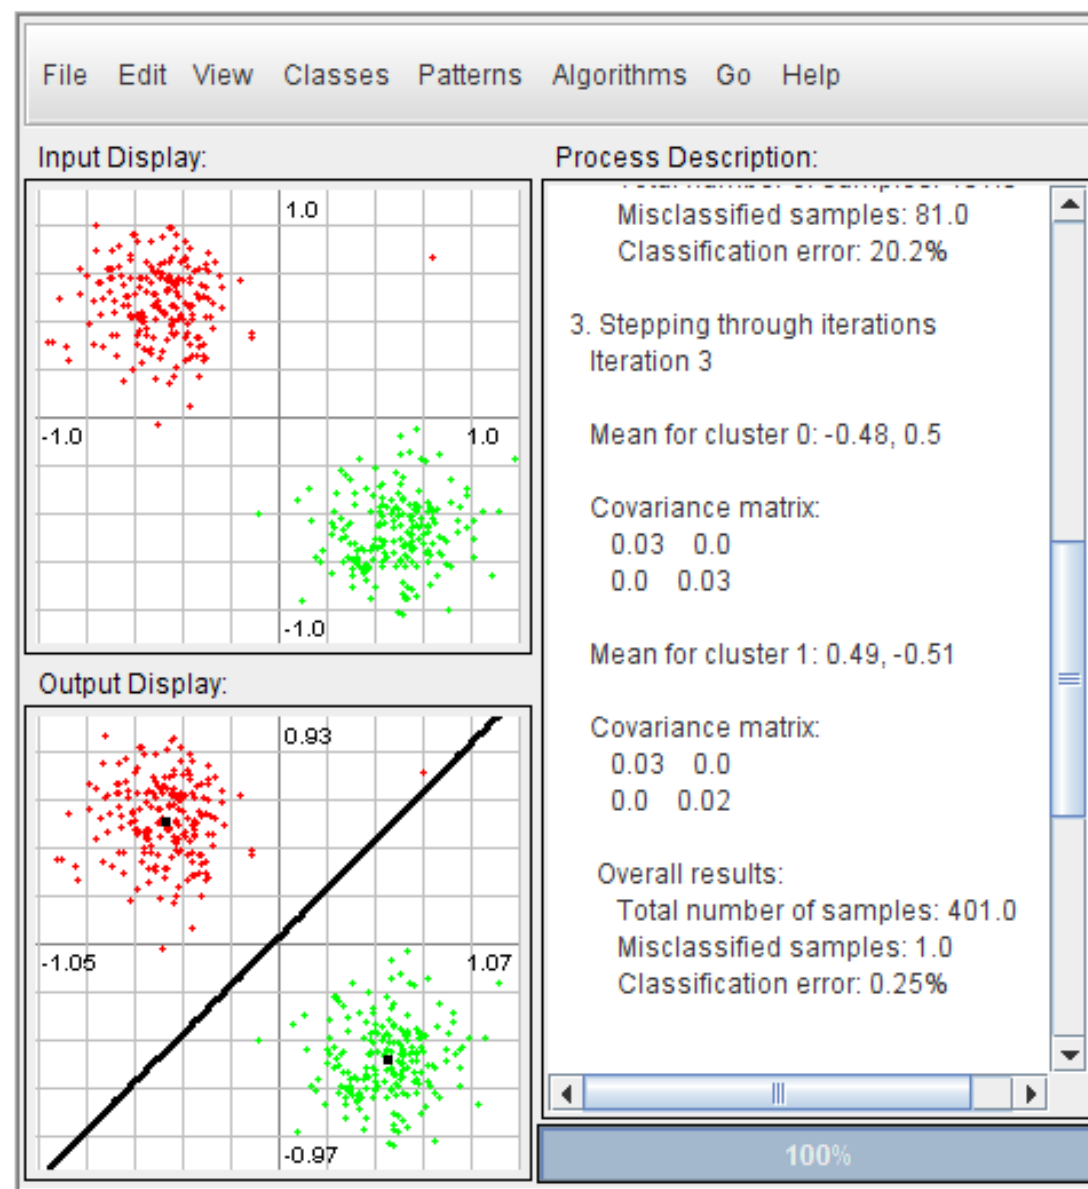 File Edit View Classes Patterns Algorithms Go Help
Input Display:
1.0
-1.0
1.0
-1.0
Output Display:
0.93
-1.05
1.07
-0.97
Process Description:
Misclassified samples: 81.0
Classification error: 20.2%
3. Stepping through iterations
Iteration 3
Mean for cluster 0: -0.48, 0.5
Covariance matrix:
0.03 0.0
0.0 0.03
Mean for cluster 1: 0.49, -0.51
Covariance matrix:
0.03 0.0
0.0 0.02
Overall results:
Total number of samples: 401.0
Misclassified samples: 1.0
Classification error: 0.25%
100%